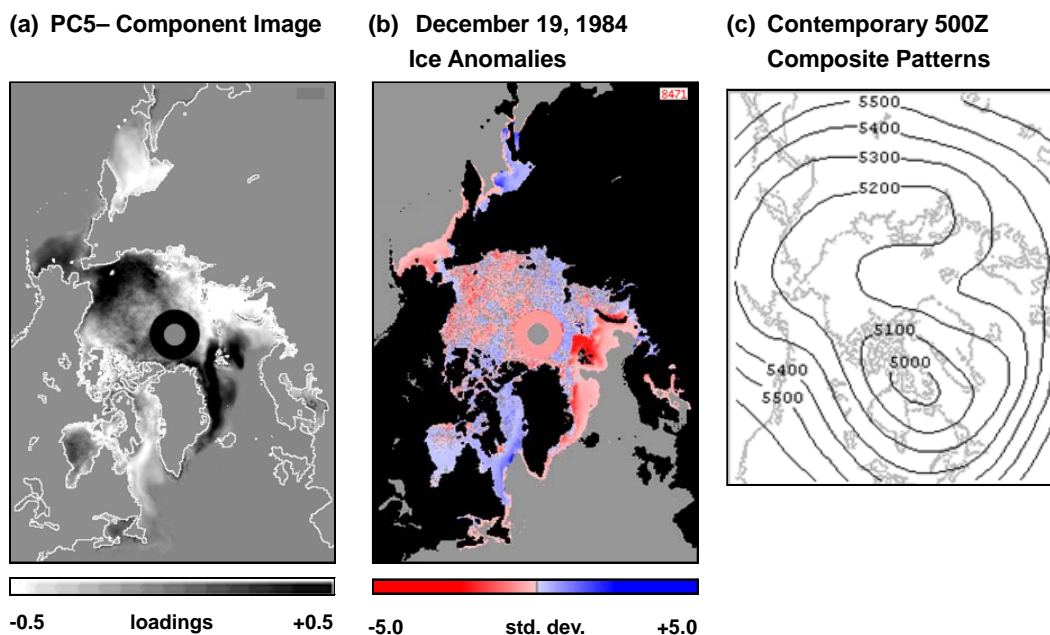 (a) PC5– Component Image
(b) December 19, 1984
Ice Anomalies
(c) Contemporary 500Z
Composite Patterns
8471
5500
5400
5300
5200
5100
5000
5400
5500
-0.5 loadings +0.5
-5.0 std. dev. +5.0